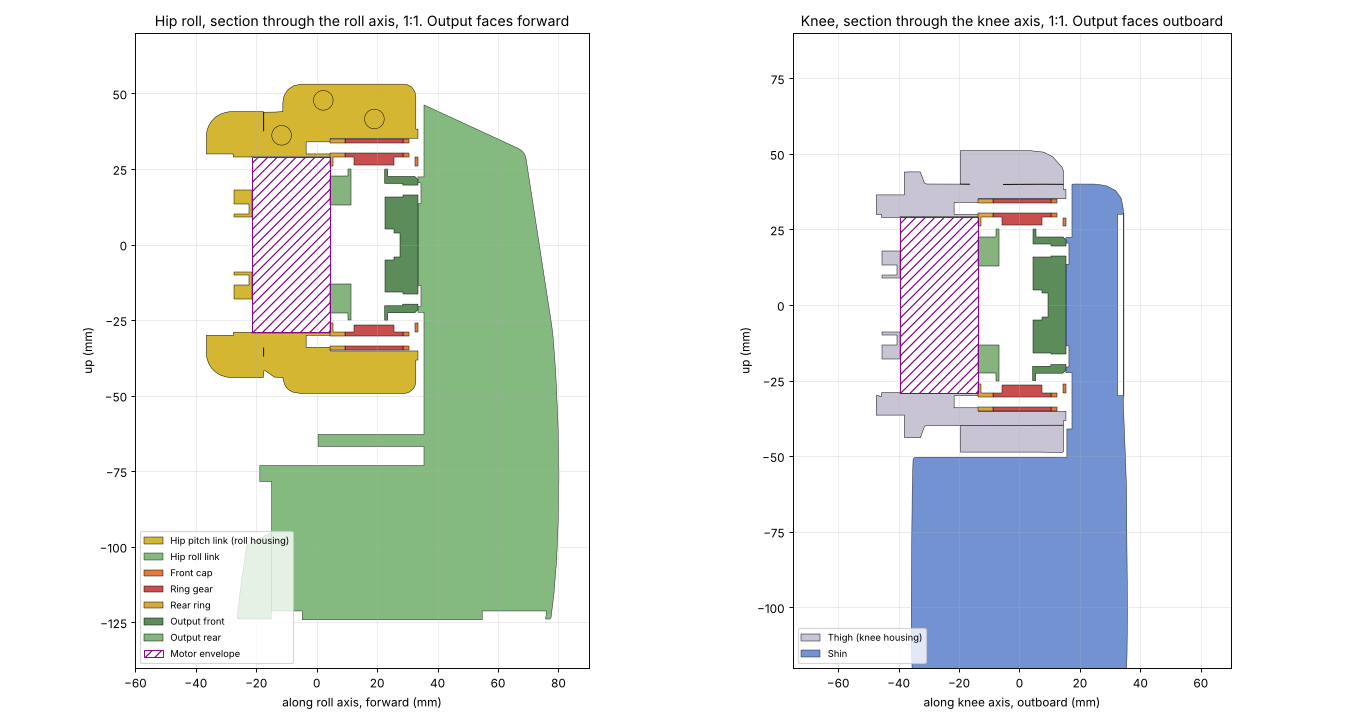 Hip roll, section through the roll axis, 1:1. Output faces forward
50
25
0
−25
−50
−75
−100
−125
up (mm)
Hip pitch link (roll housing)
Hip roll link
Front cap
Ring gear
Rear ring
Output front
Output rear
Motor envelope
−60
−40
−20
0
20
40
60
80
along roll axis, forward (mm)
Knee, section through the knee axis, 1:1. Output faces outboard
75
50
25
0
−25
−50
−75
−100
up (mm)
Thigh (knee housing)
Shin
−60
−40
−20
0
20
40
60
along knee axis, outboard (mm)